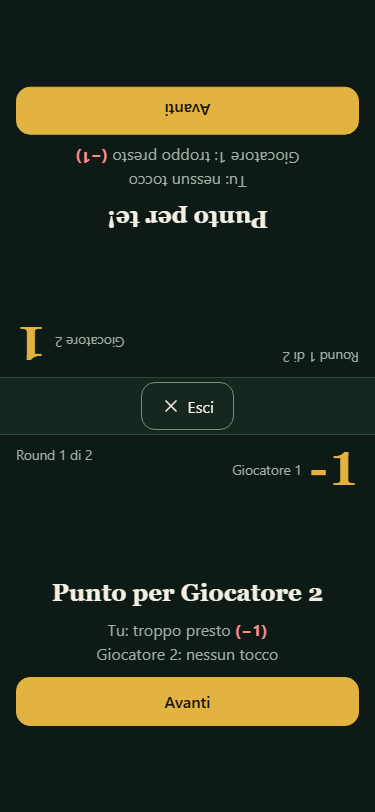 Avanti
Giocatore 1: troppo presto (−1)
Tu: nessun tocco
Punto per te!
Giocatore 2 1
Round 1 di 2
Esci
Round 1 di 2
Giocatore 1 -1
Punto per Giocatore 2
Tu: troppo presto (−1)
Giocatore 2: nessun tocco
Avanti